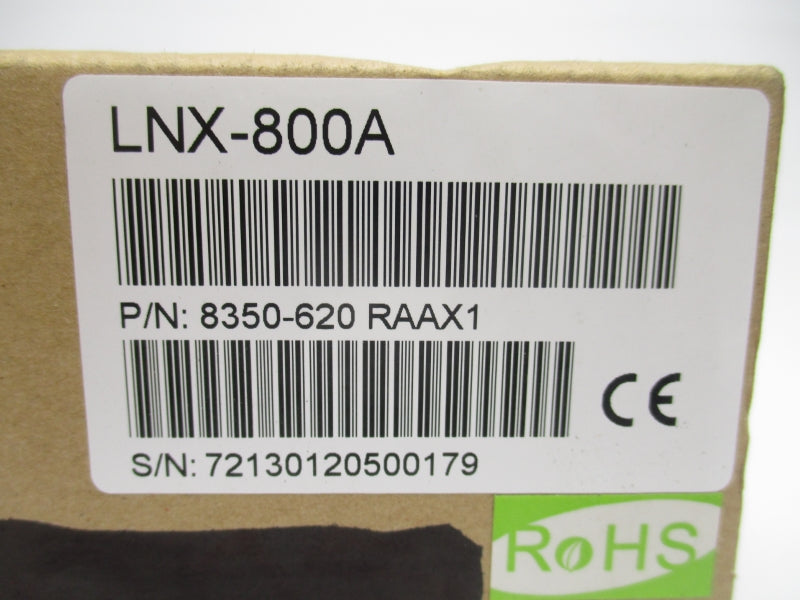 LNX-800A
P/N: 8350-620 RAAX1
S/N: 72130120500179
CE
RoHS